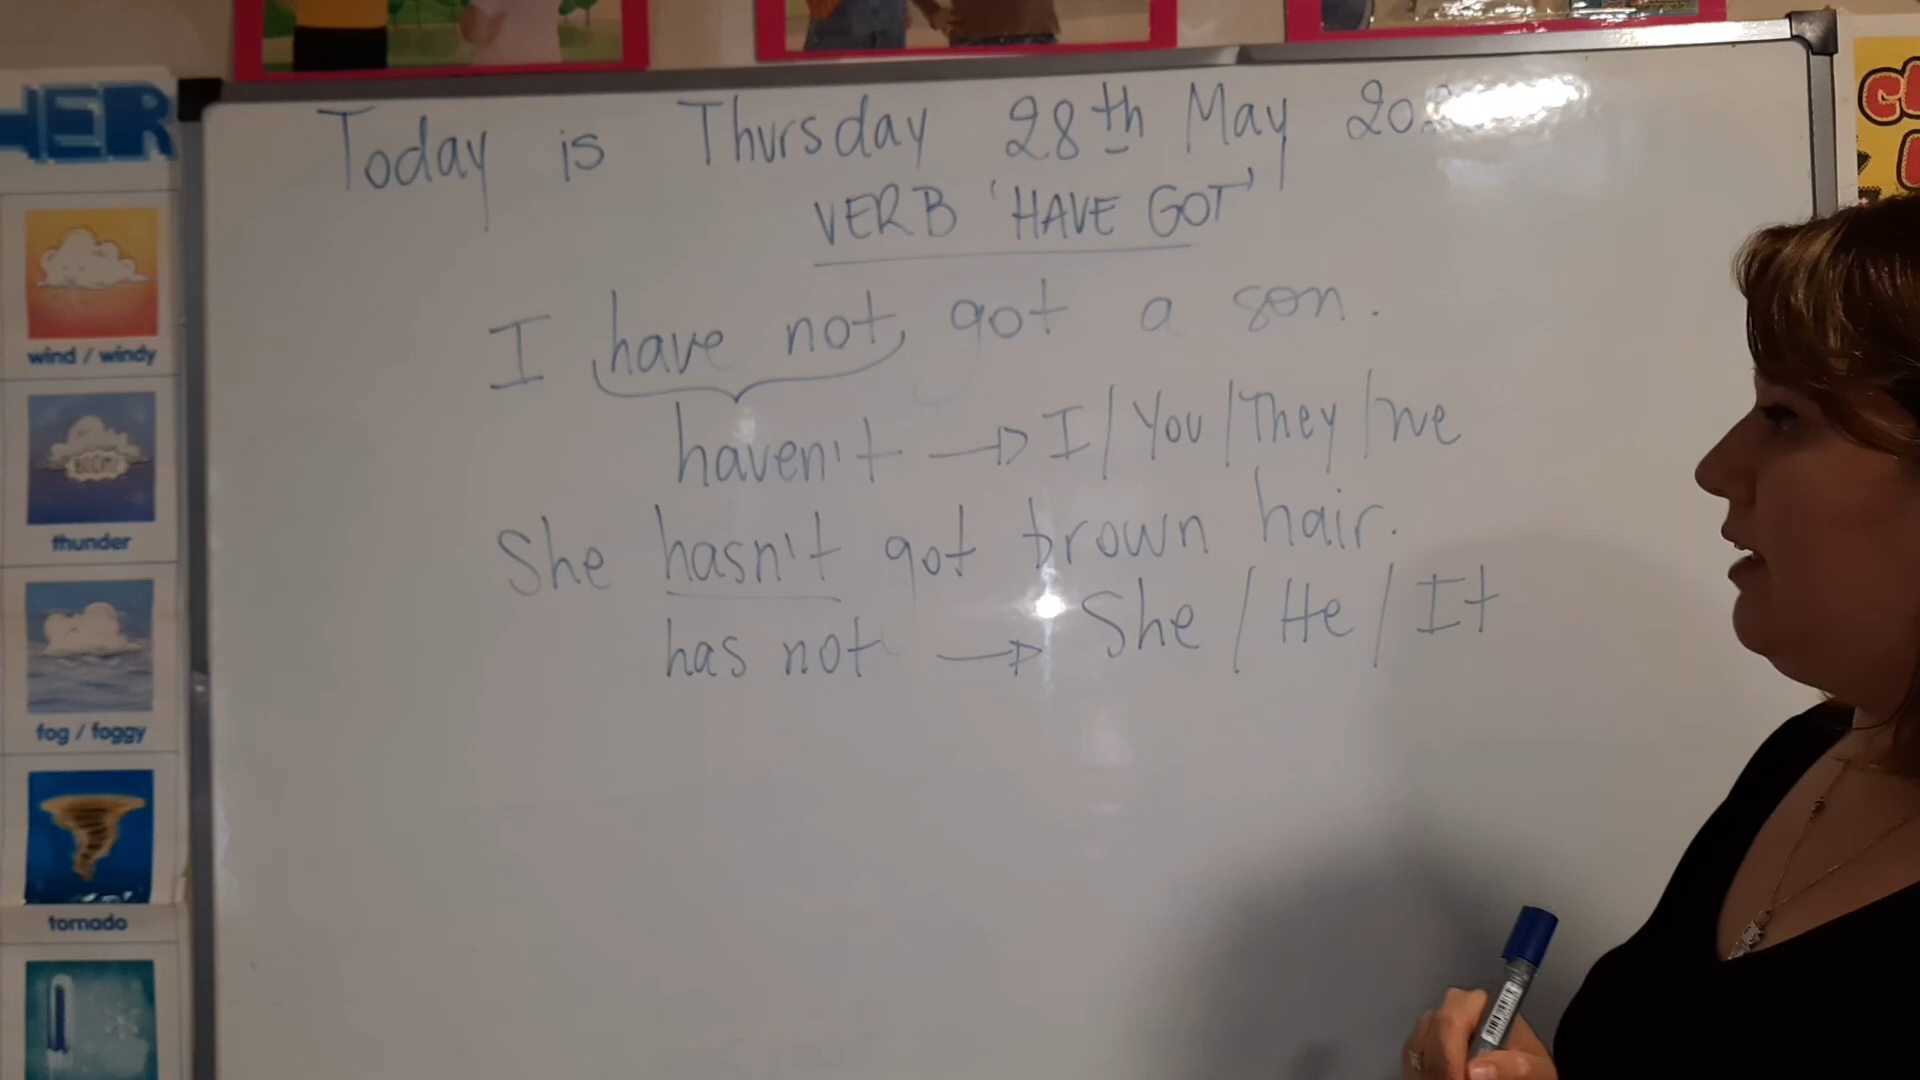 Today is Thursday 28th May
VERB 'HAVE GOT'
I have not got a son.
haven't → I / You / They / We
She hasn't got brown hair.
has not → She / He / It
HER
wind / windy
thunder
BOOM!
fog / foggy
tornado